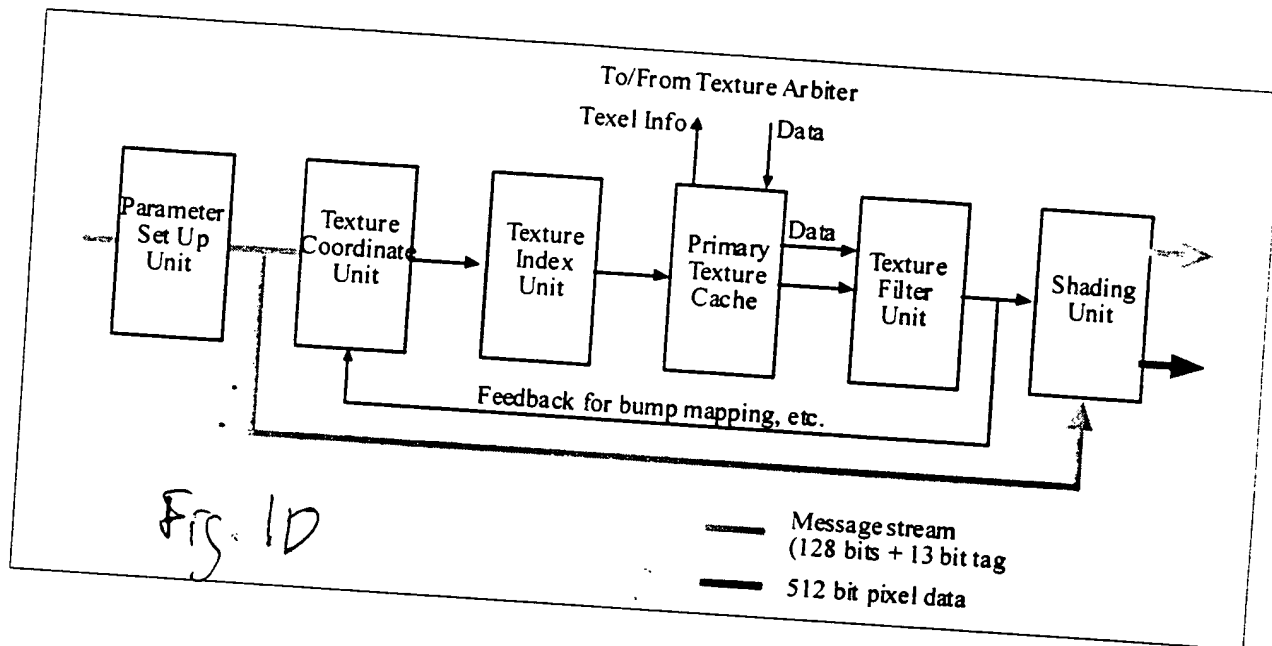 To/From Texture Arbiter
Texel Info
Data
Parameter
Set Up
Unit
Texture
Coordinate
Unit
Texture
Index
Unit
Primary
Texture
Cache
Data
Texture
Filter
Unit
Shading
Unit
Feedback for bump mapping, etc.
Fig. 1D
Message stream
(128 bits + 13 bit tag
512 bit pixel data